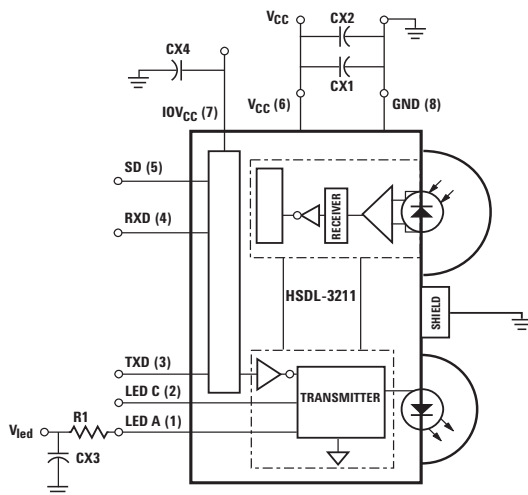 VCC
CX2
CX4
CX1
VCC (6)
GND (8)
IOVCC (7)
SD (5)
RXD (4)
RECEIVER
HSDL-3211
SHIELD
TXD (3)
LED C (2)
TRANSMITTER
Vled
R1
LED A (1)
CX3